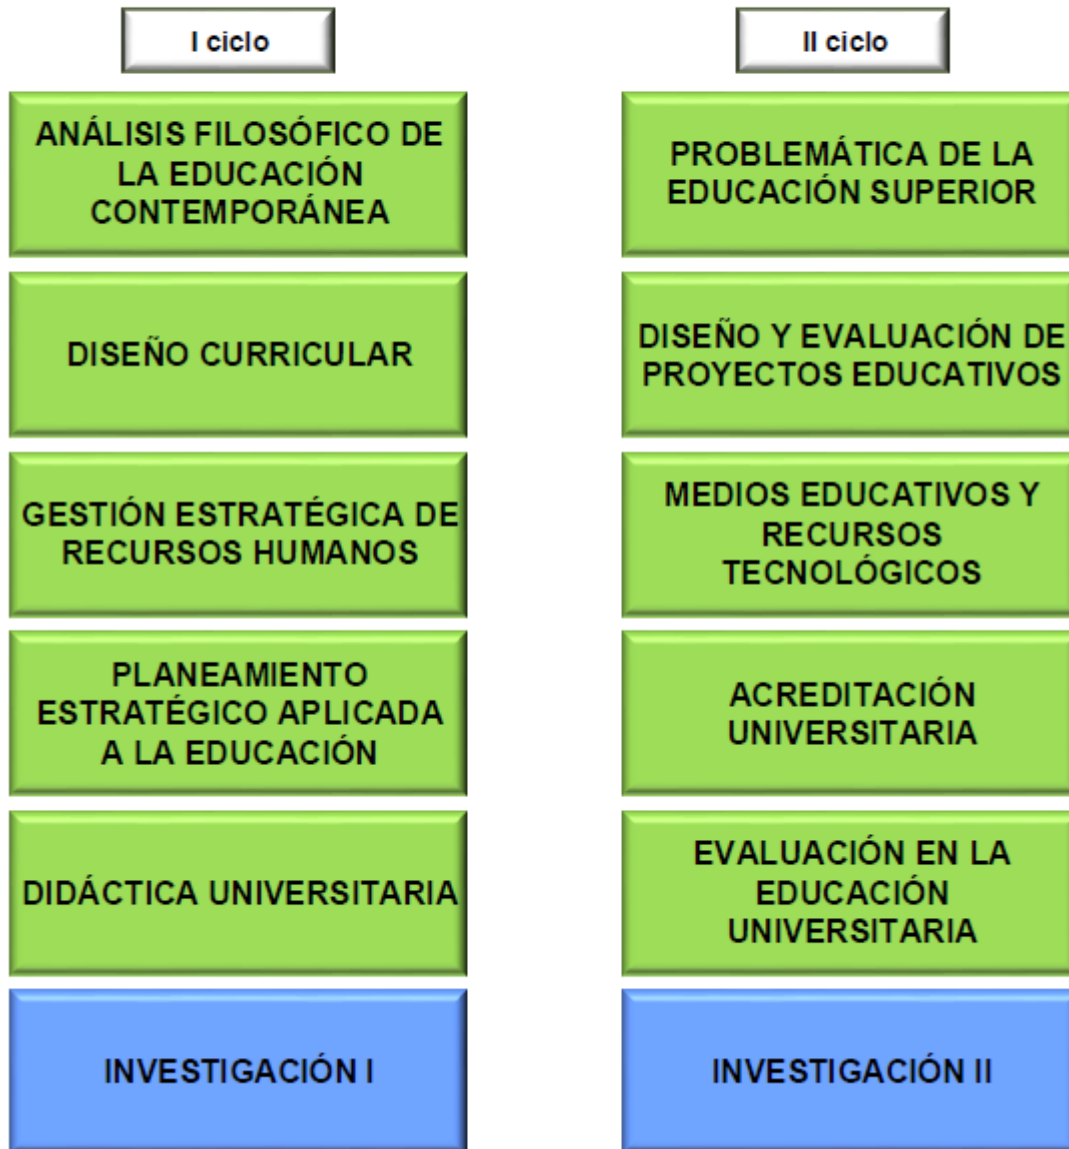 I ciclo
ANÁLISIS FILOSÓFICO DE
LA EDUCACIÓN
CONTEMPORÁNEA
DISEÑO CURRICULAR
GESTIÓN ESTRATÉGICA DE
RECURSOS HUMANOS
PLANEAMIENTO
ESTRATÉGICO APLICADA
A LA EDUCACIÓN
DIDÁCTICA UNIVERSITARIA
INVESTIGACIÓN I
II ciclo
PROBLEMÁTICA DE LA
EDUCACIÓN SUPERIOR
DISEÑO Y EVALUACIÓN DE
PROYECTOS EDUCATIVOS
MEDIOS EDUCATIVOS Y
RECURSOS
TECNOLÓGICOS
ACREDITACIÓN
UNIVERSITARIA
EVALUACIÓN EN LA
EDUCACIÓN
UNIVERSITARIA
INVESTIGACIÓN II